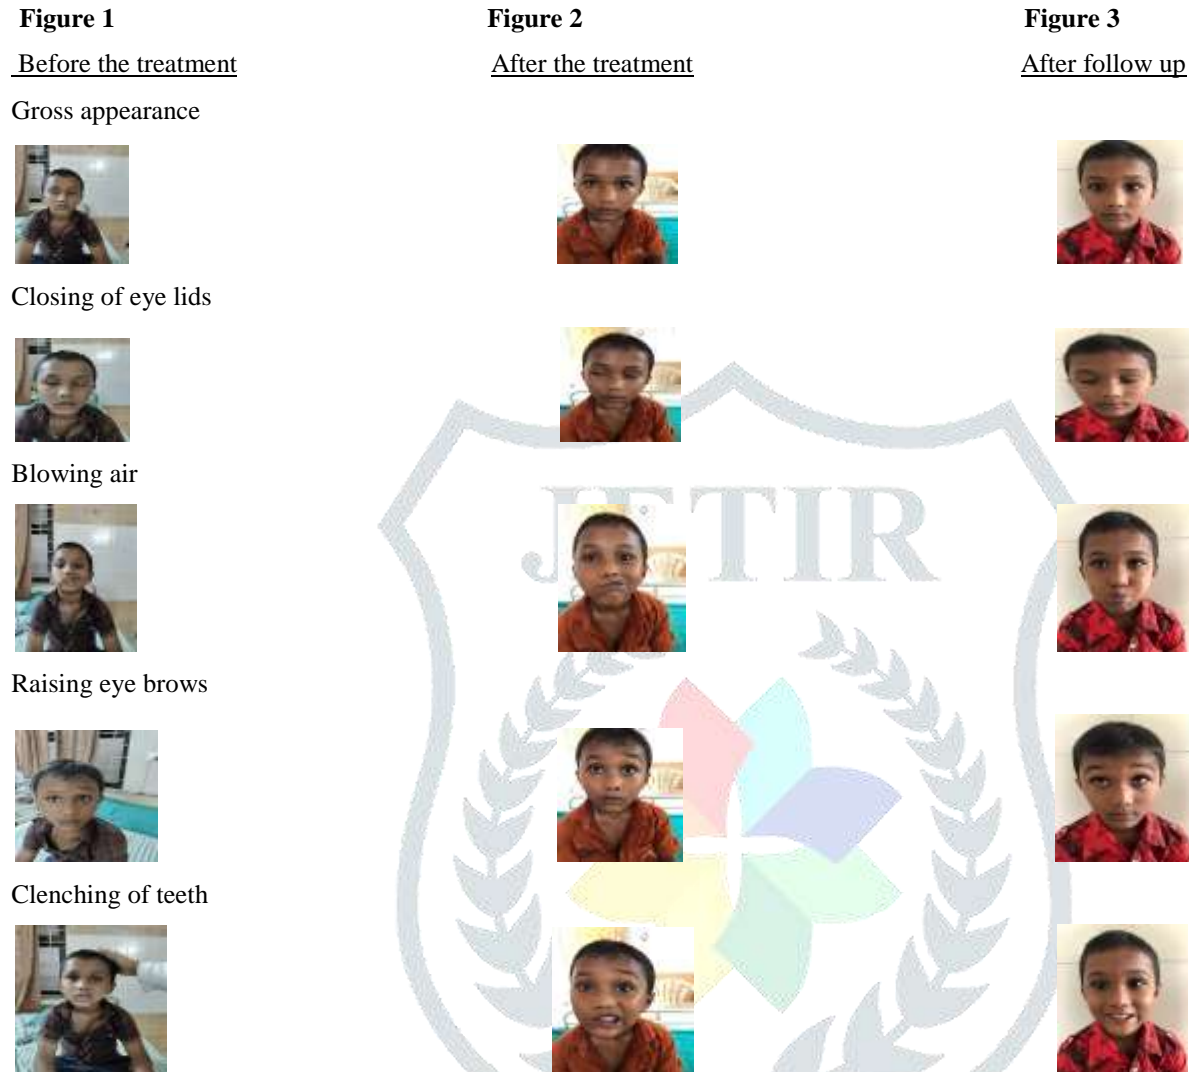 Figure 1 Figure 2 Figure 3
Before the treatment After the treatment After follow up
Gross appearance
Closing of eye lids
Blowing air
JETIR
Raising eye brows
Clenching of teeth